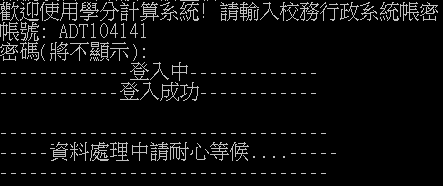 歡迎使用學分計算系統! 請輸入校務行政系統帳密
帳號: ADT104141
密碼(將不顯示):
-------------登入中-------------
------------登入成功------------
---------------------------------
-----資料處理中請耐心等候....-----
---------------------------------